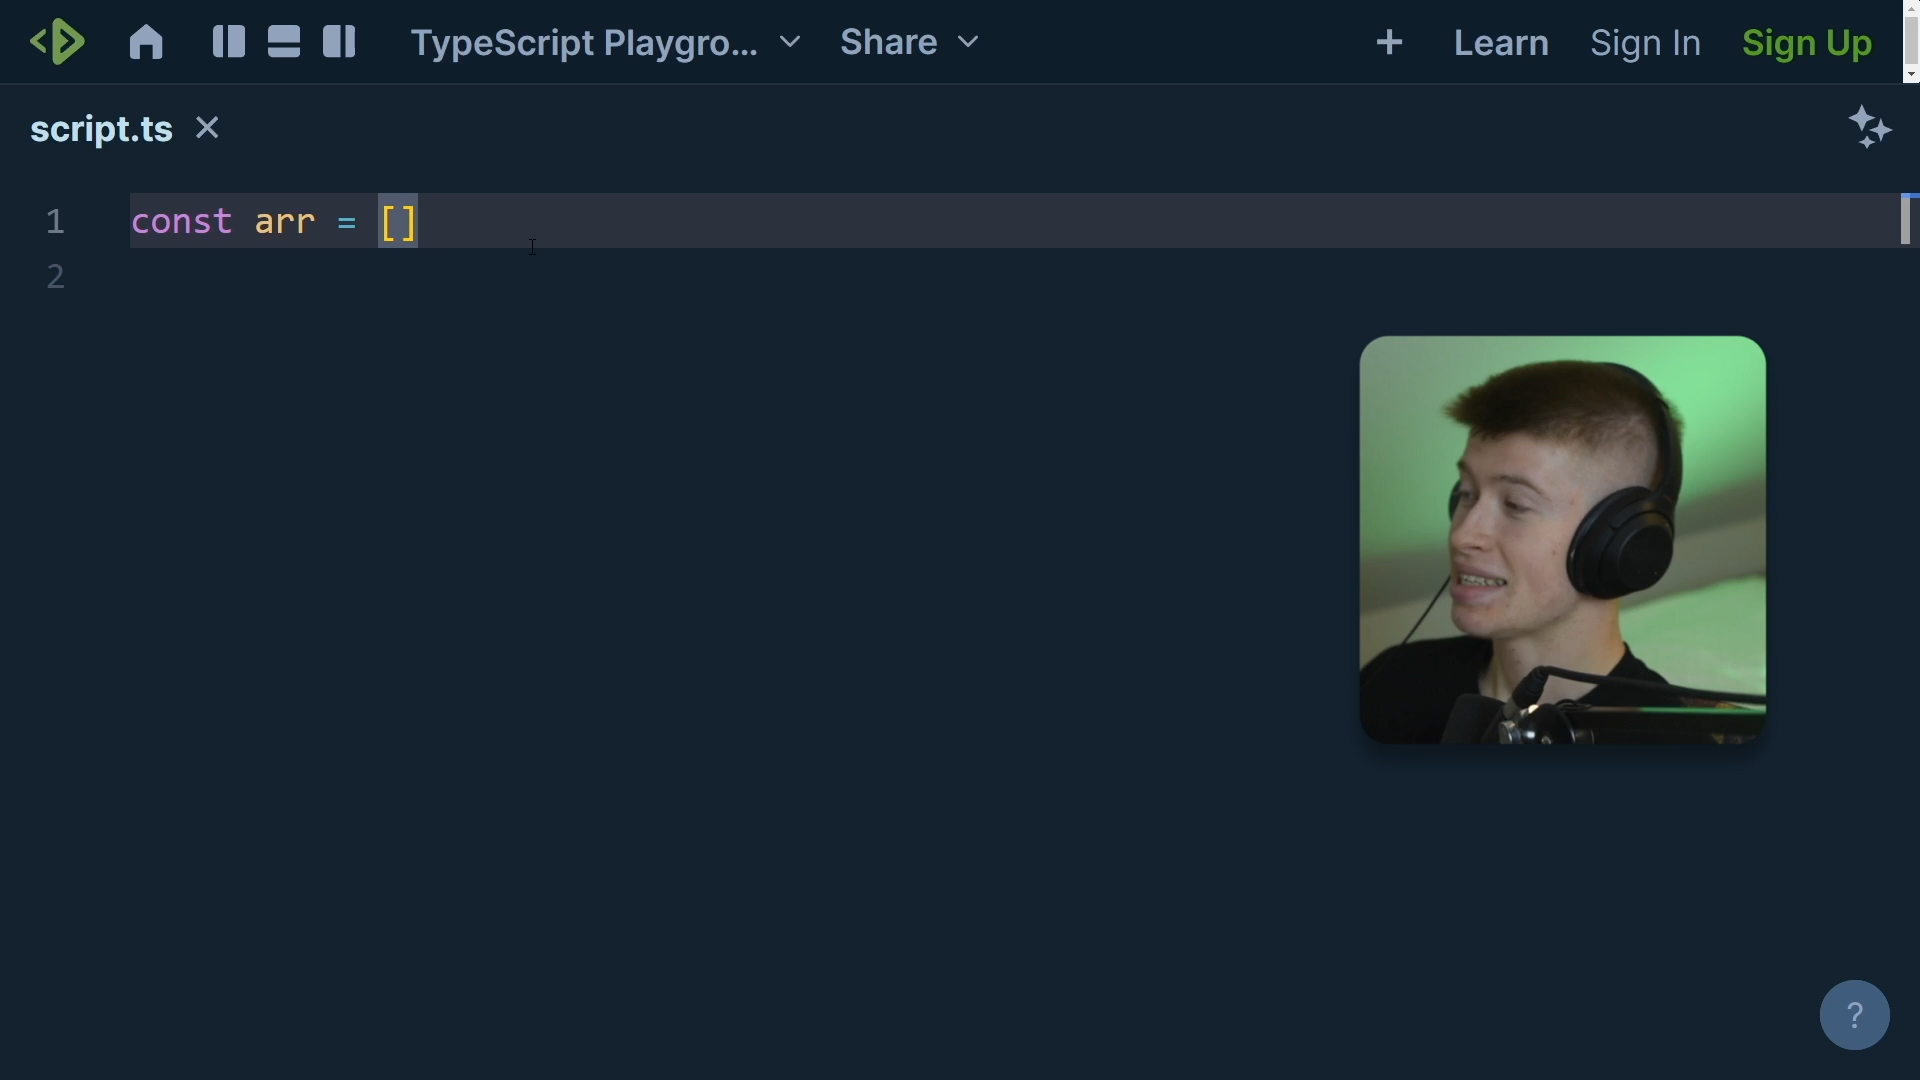 TypeScript Playgro... Share + Learn Sign In Sign Up
script.ts
1 const arr = []
2
?